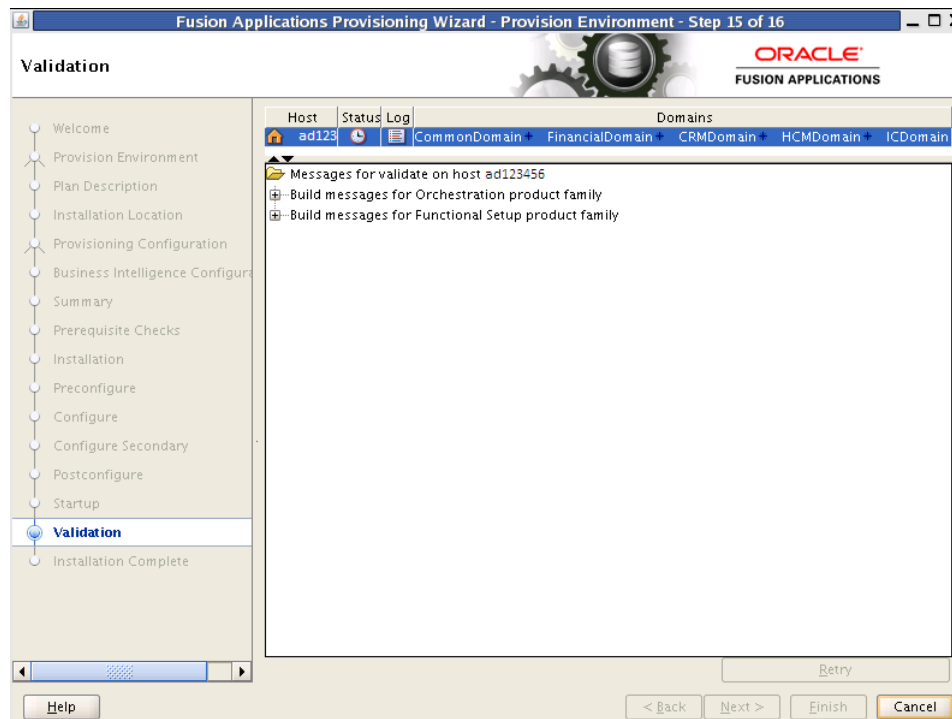 Fusion Applications Provisioning Wizard - Provision Environment - Step 15 of 16
Validation
ORACLE
FUSION APPLICATIONS
Welcome
Provision Environment
Plan Description
Installation Location
Provisioning Configuration
Business Intelligence Configura
Summary
Prerequisite Checks
Installation
Preconfigure
Configure
Configure Secondary
Postconfigure
Startup
Validation
Installation Complete
Host Status Log Domains
ad123 CommonDomain+ FinancialDomain+ CRMDomain+ HCMDomain+ ICDomain
Messages for validate on host ad123456
Build messages for Orchestration product family
Build messages for Functional Setup product family
Retry
Help < Back Next > Finish Cancel